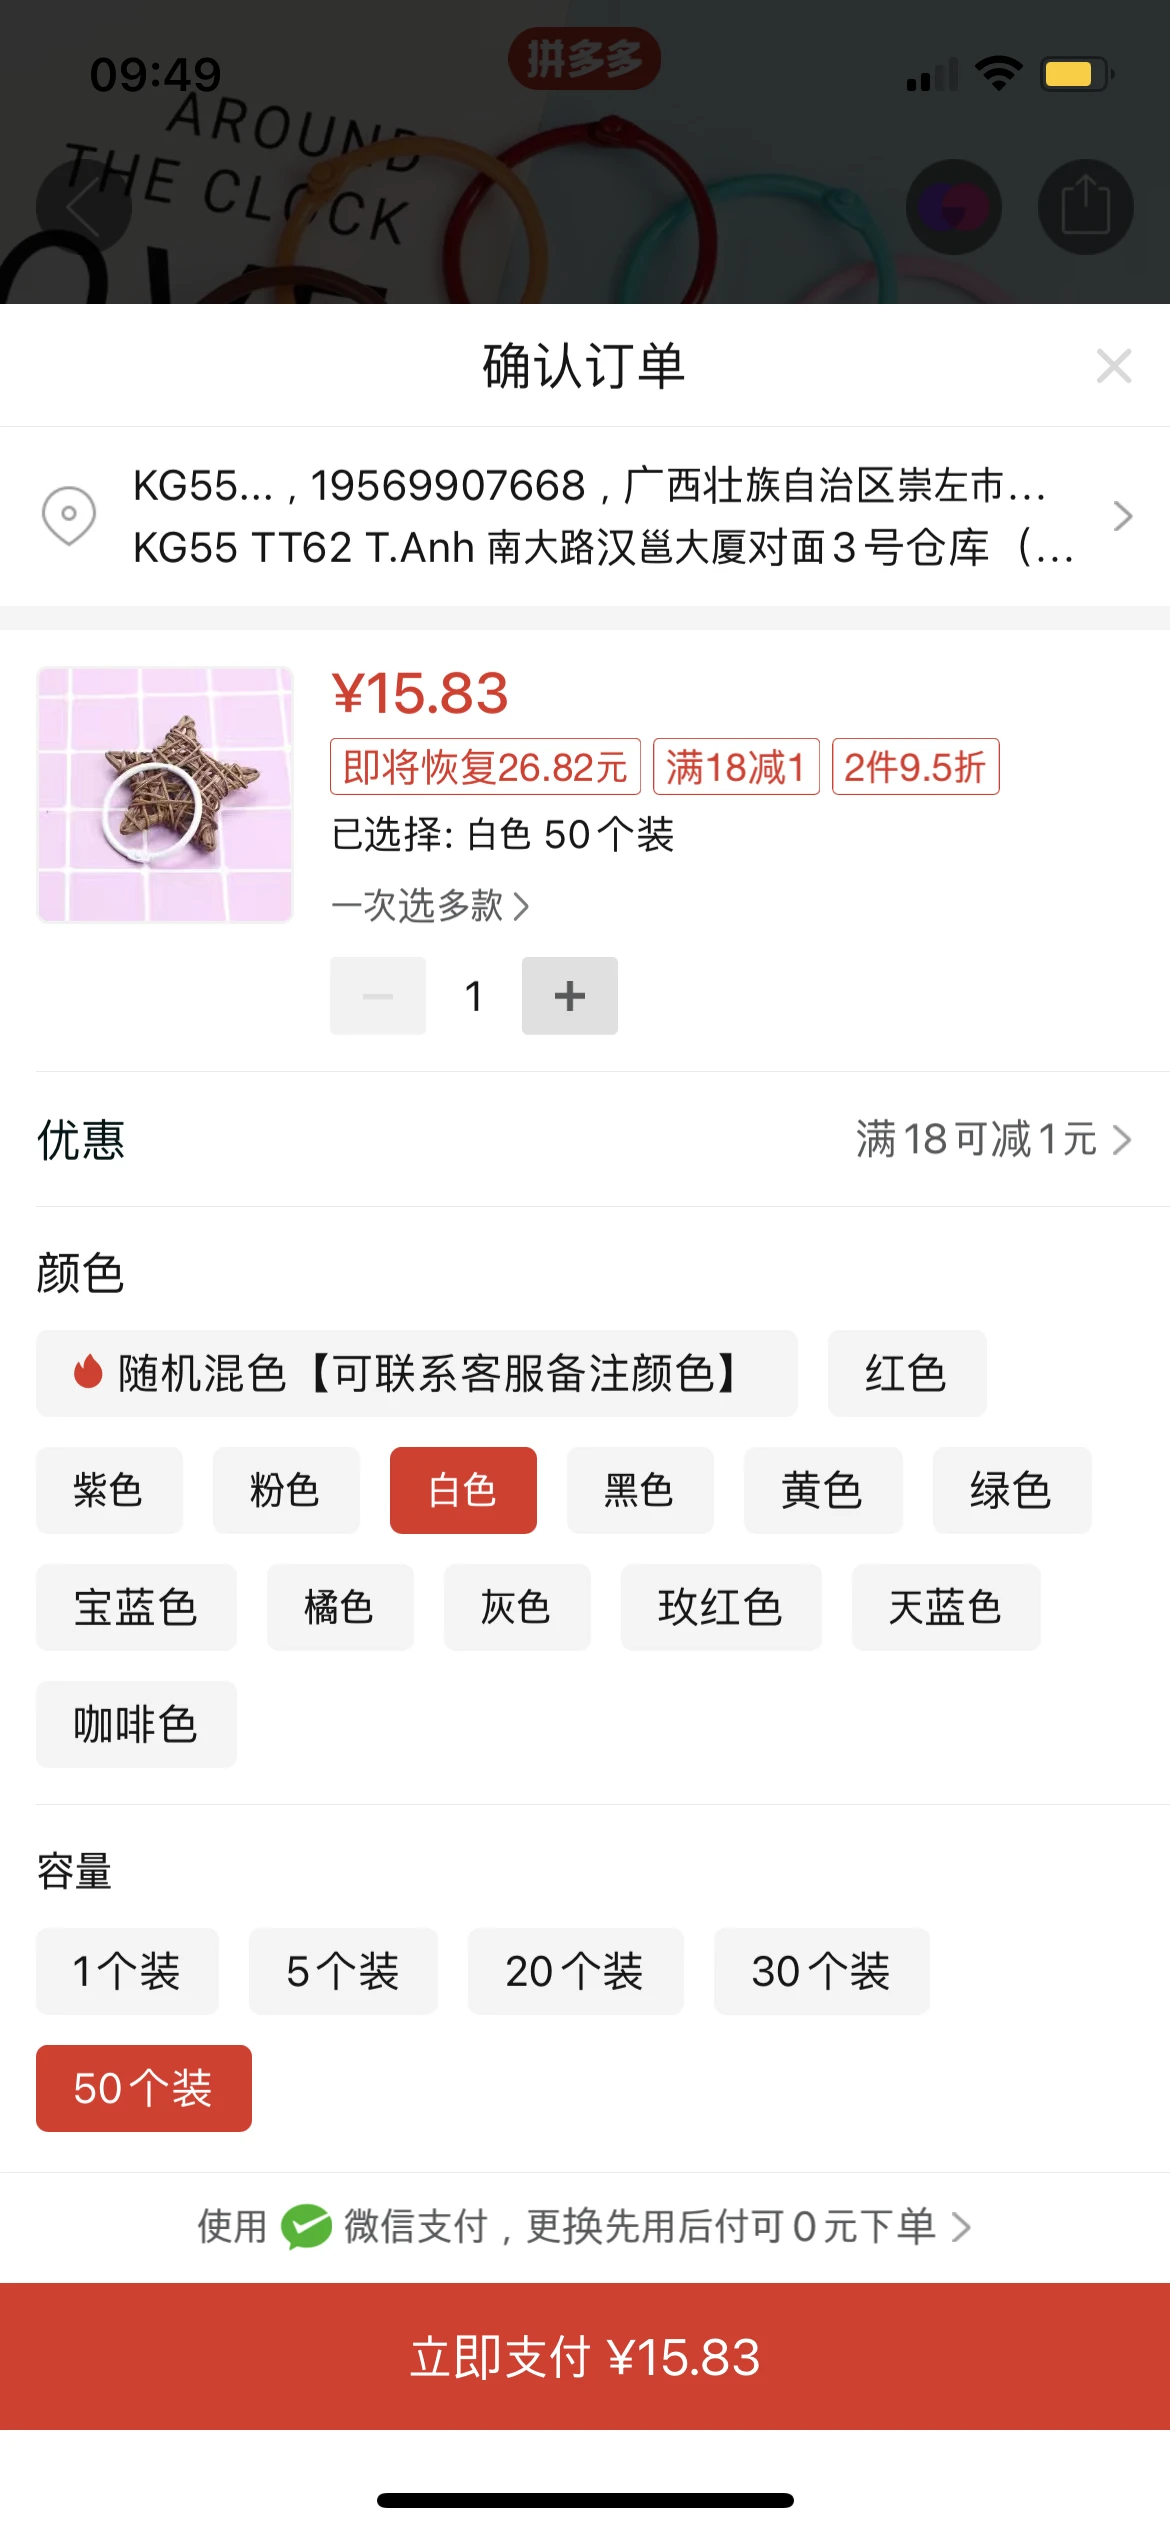 09:49
拼多多
AROUND
THE CLOCK
确认订单
KG55... , 19569907668 , 广西壮族自治区崇左市...
KG55 TT62 T.Anh 南大路汉邕大厦对面3号仓库（...
¥15.83
即将恢复26.82元 满18减1 2件9.5折
已选择: 白色 50个装
一次选多款
1
优惠 满18可减1元
颜色
随机混色【可联系客服备注颜色】 红色
紫色 粉色 白色 黑色 黄色 绿色
宝蓝色 橘色 灰色 玫红色 天蓝色
咖啡色
容量
1个装 5个装 20个装 30个装
50个装
使用 微信支付，更换先用后付可0元下单
立即支付 ¥15.83